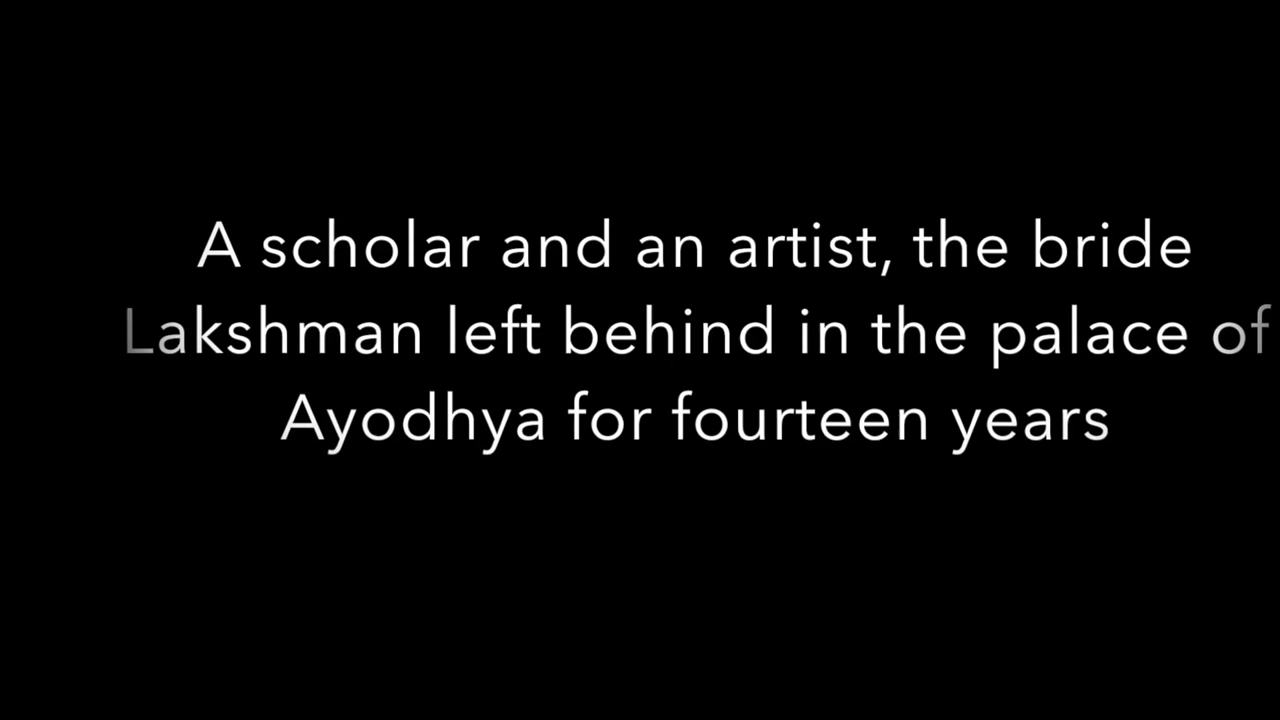 A scholar and an artist, the bride
Lakshman left behind in the palace of
Ayodhya for fourteen years